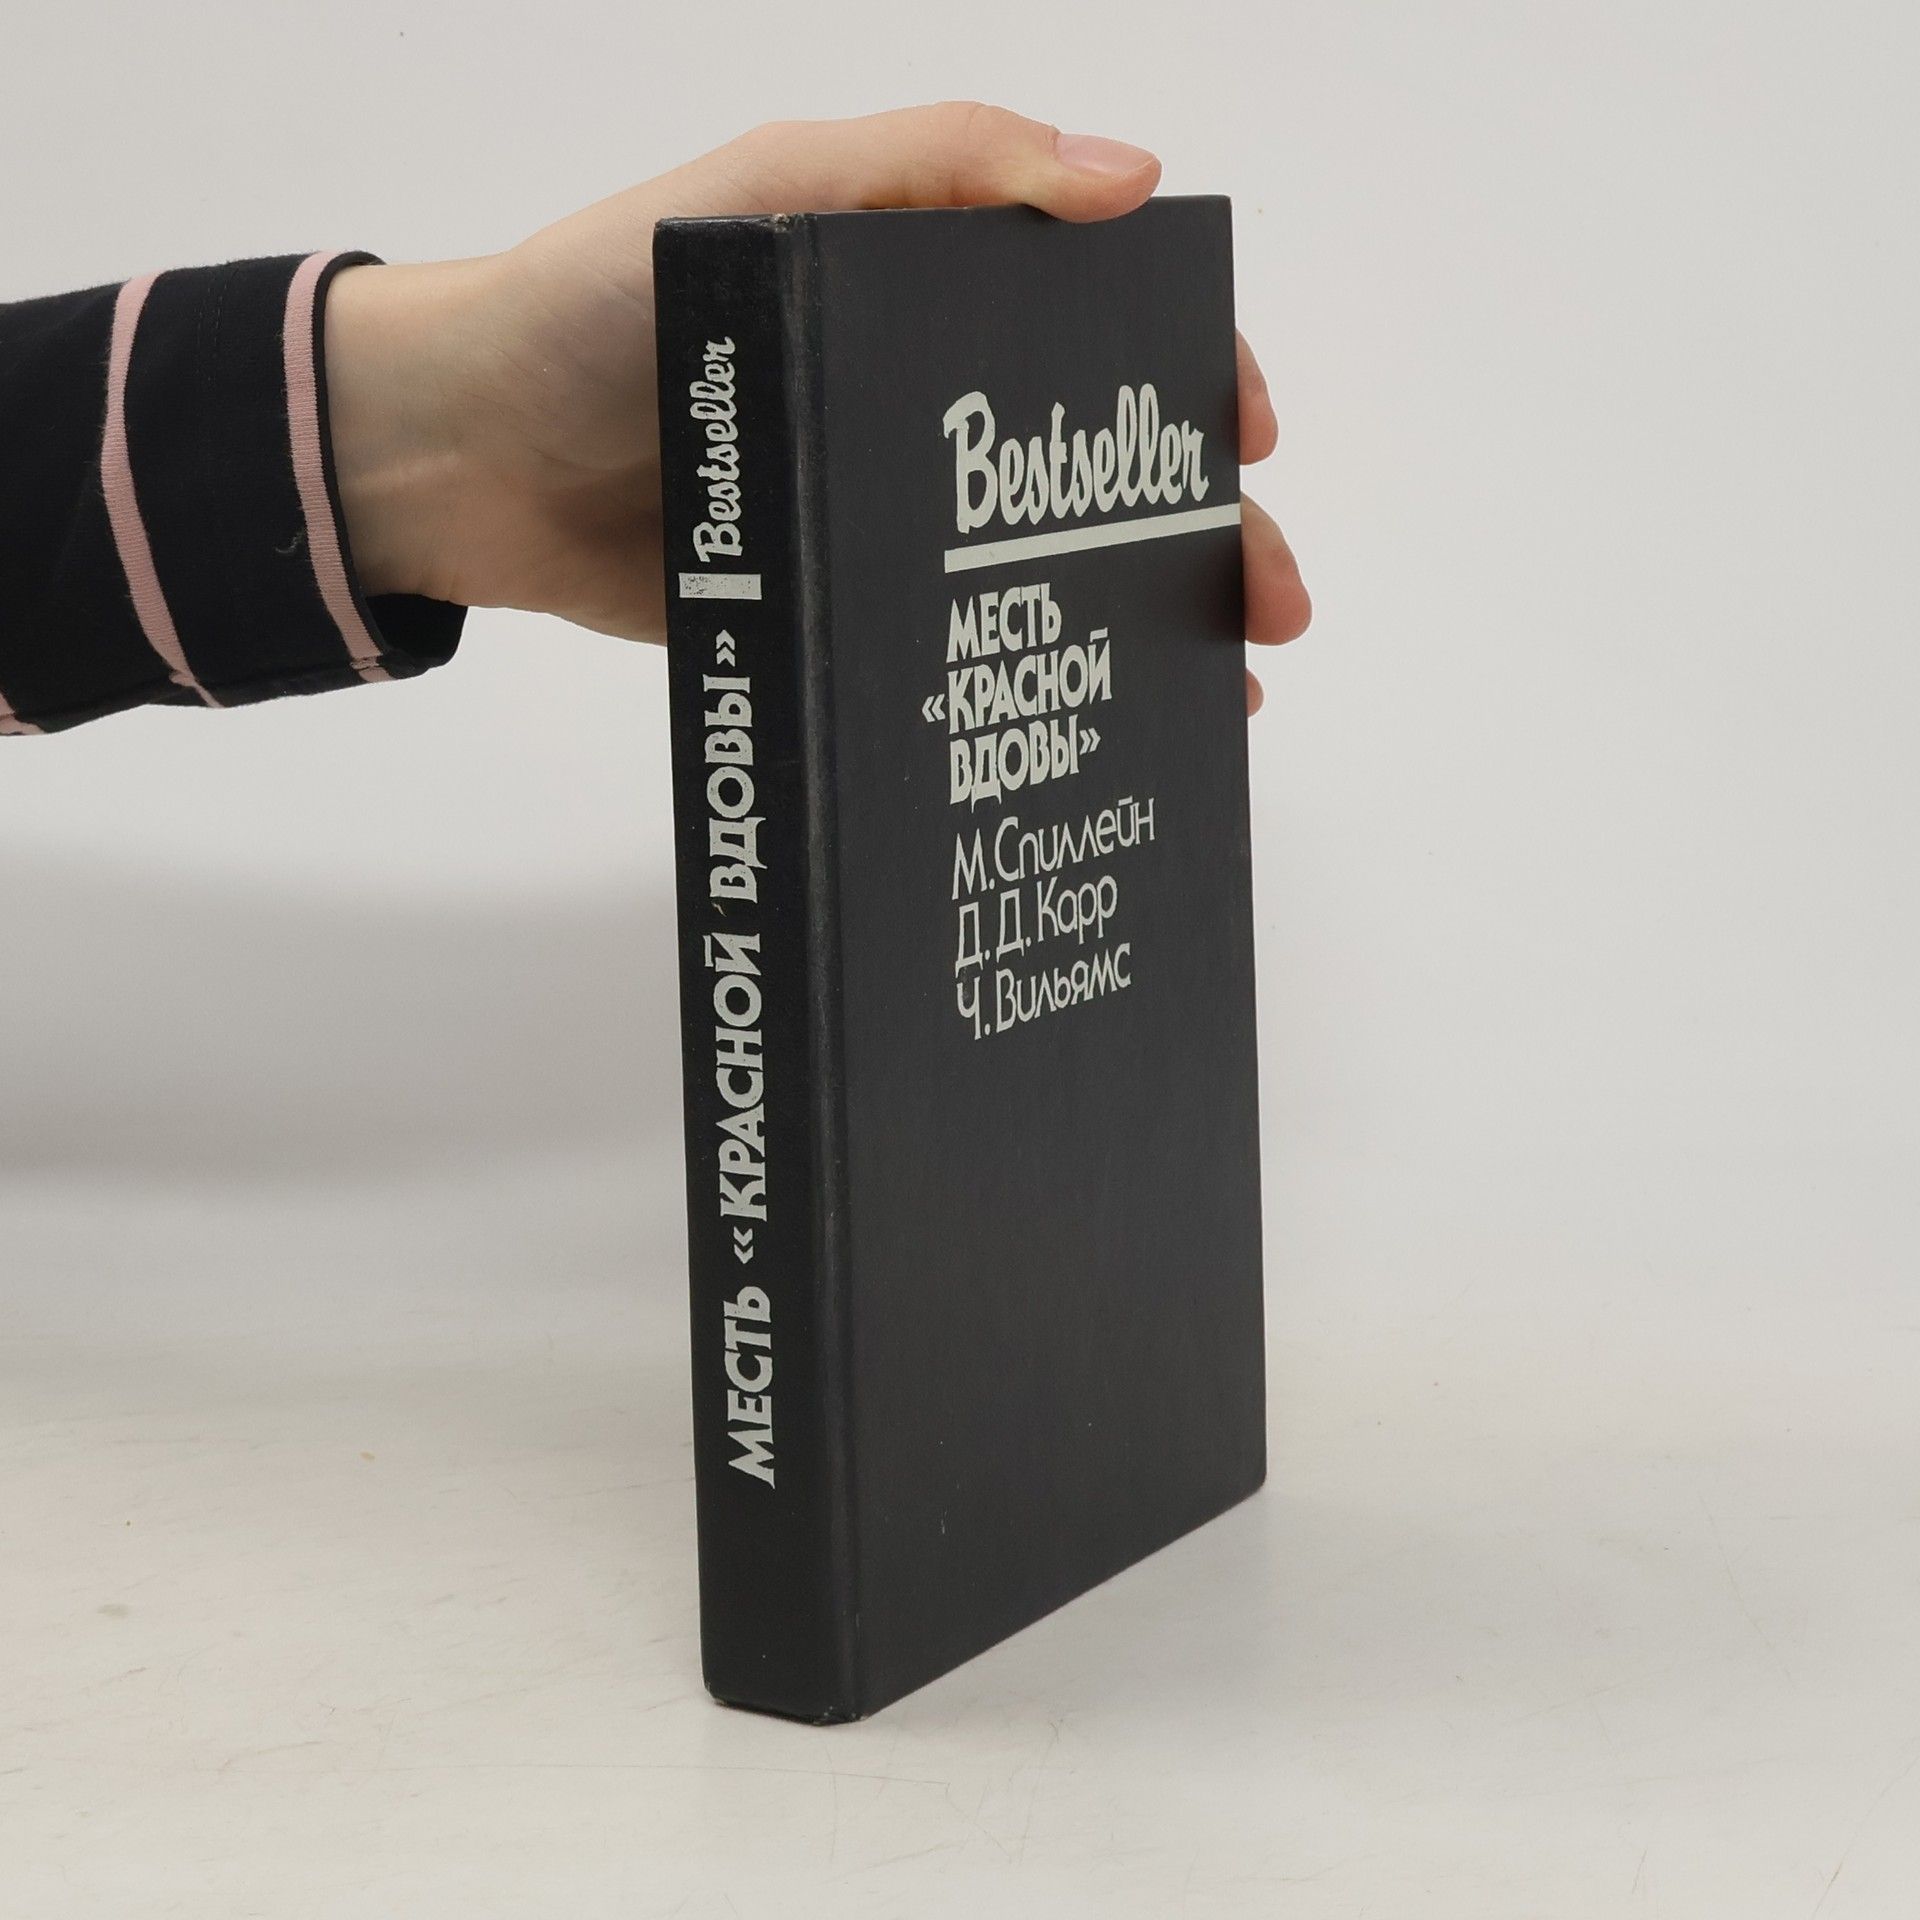 Bestseller
МЕСТЬ «КРАСНОЙ ВДОВЫ»
Bestseller
МЕСТЬ
«КРАСНОЙ
ВДОВЫ»
М. Спиллейн
Д. Д. Карр
Ч. Вильямс